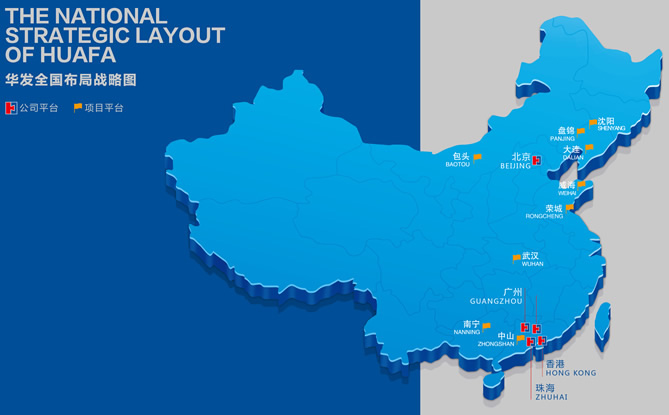 THE NATIONAL
STRATEGIC LAYOUT
OF HUAFA
华发全国布局战略图
公司平台 项目平台
沈阳
SHENYANG
盘锦
PANJING
大连
DALIAN
包头
BAOTOU
北京
BEIJING
威海
WEIHAI
荣城
RONGCHENG
武汉
WUHAN
广州
GUANGZHOU
南宁
NANNING
中山
ZHONGSHAN
香港
HONG KONG
珠海
ZHUHAI